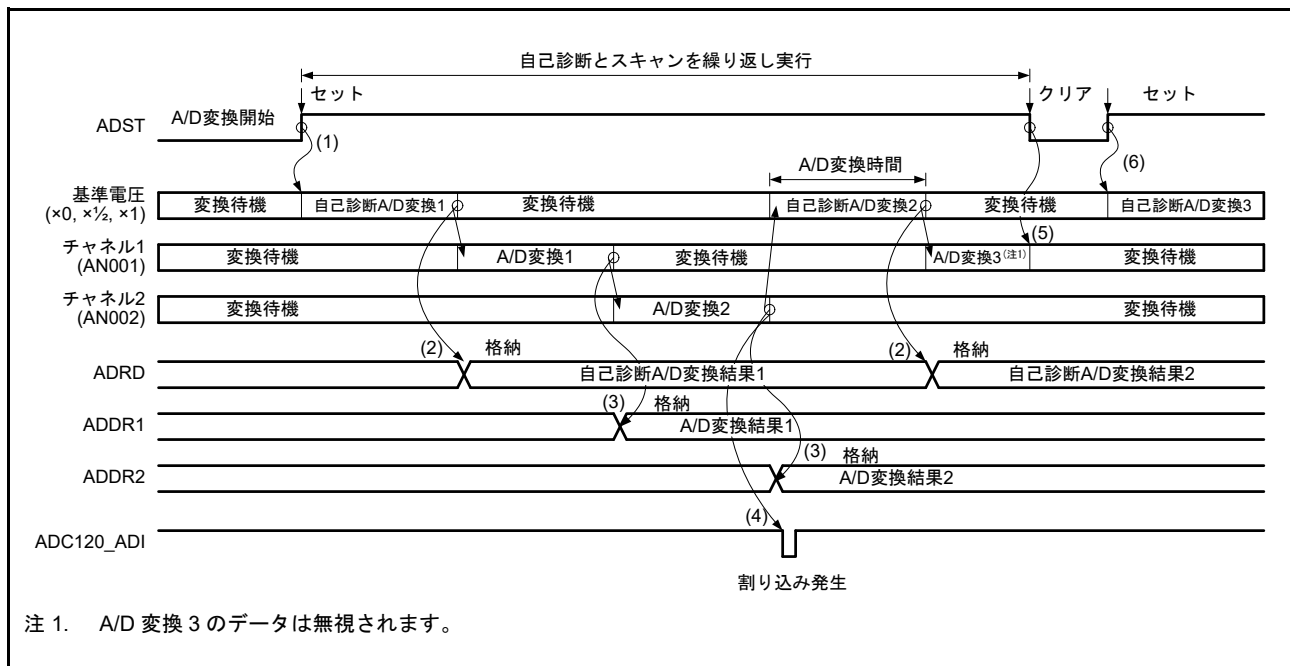 自己診断とスキャンを繰り返し実行
セット
クリア
セット
ADST
A/D変換開始
(1)
(6)
A/D変換時間
基準電圧
(×0, ×½, ×1)
変換待機
自己診断A/D変換1
変換待機
自己診断A/D変換2
変換待機
自己診断A/D変換3
(5)
チャネル1
(AN001)
変換待機
A/D変換1
変換待機
A/D変換3(注1)
変換待機
チャネル2
(AN002)
変換待機
A/D変換2
変換待機
(2)
格納
(2)
格納
ADRD
自己診断A/D変換結果1
自己診断A/D変換結果2
(3)
格納
ADDR1
A/D変換結果1
(3)
格納
ADDR2
A/D変換結果2
(4)
ADC120_ADI
割り込み発生
注 1. A/D 変換 3 のデータは無視されます。